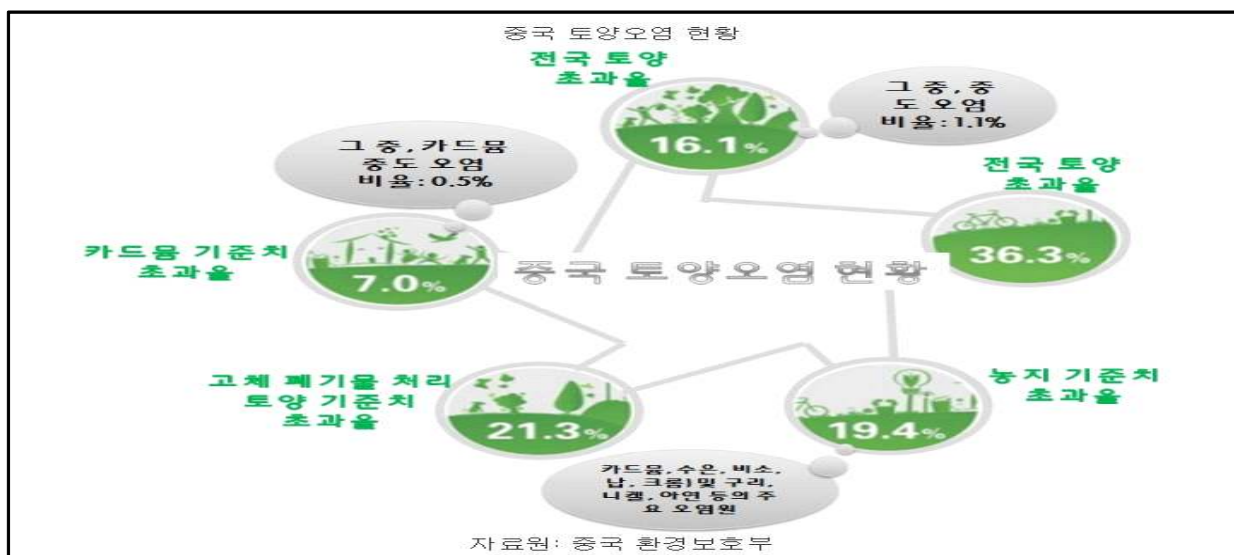 중국 토양오염 현황
전국 토양
초과율
16.1%
그 중, 중
도 오염
비율:1.1%
그 중, 카드뮴
중도 오염
비율:0.5%
전국 토양
초과율
36.3%
카드뮴 기준치
초과율
7.0%
중국 토양오염 현황
고체 폐기물 처리
토양 기준치
초과율
21.3%
농지 기준치
초과율
19.4%
카드뮴, 수은, 비소,
납, 크롬) 및 구리,
니켈, 아연 등의 주
요 오염원
자료원: 중국 환경보호부